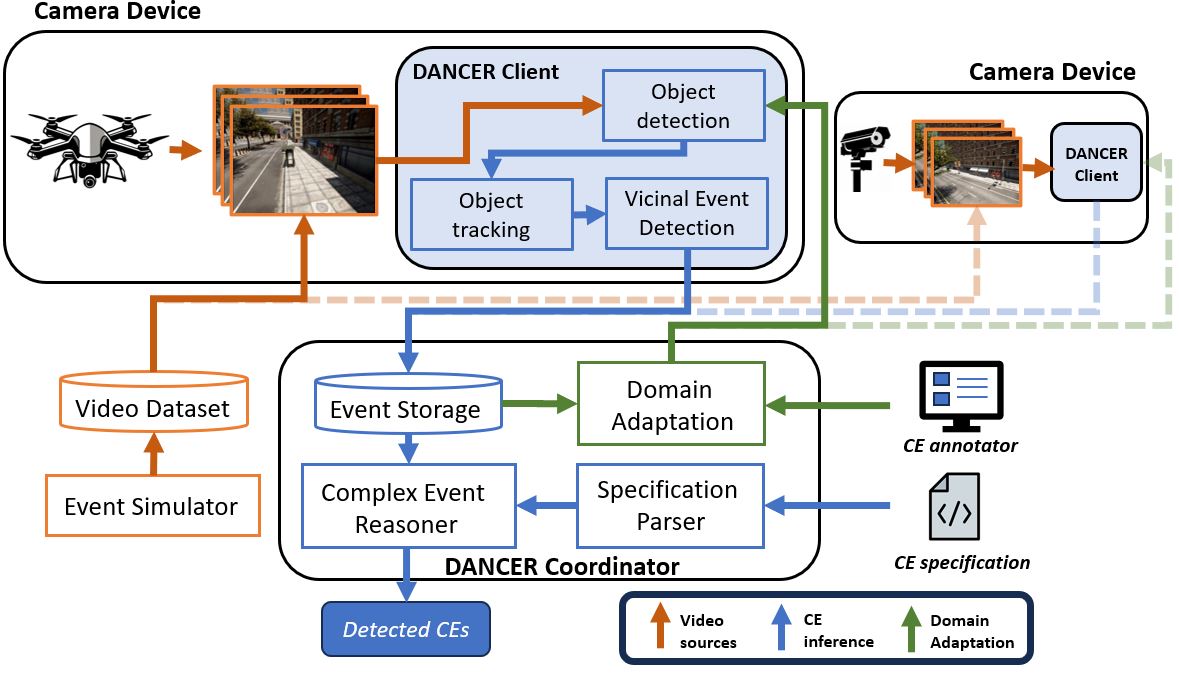 Camera Device
DANCER Client
Object
detection
Object
tracking
Vicinal Event
Detection
Camera Device
DANCER
Client
Video Dataset
Event Simulator
Event Storage
Domain
Adaptation
Complex Event
Reasoner
Specification
Parser
DANCER Coordinator
Detected CEs
CE annotator
</>
CE specification
Video
sources
CE
inference
Domain
Adaptation